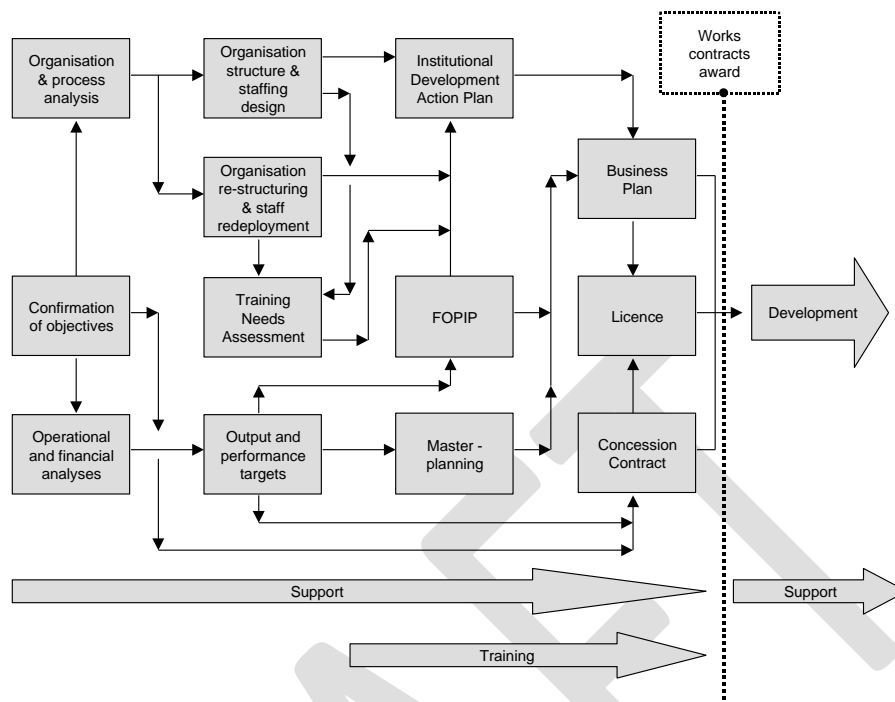 Organisation
& process
analysis
Organisation
structure &
staffing
design
Institutional
Development
Action Plan
Works
contracts
award
Organisation
re-structuring
& staff
redeployment
Business
Plan
Confirmation
of objectives
Training
Needs
Assessment
FOPIP
Licence
Development
Operational
and financial
analyses
Output and
performance
targets
Master -
planning
Concession
Contract
Support
Support
Training